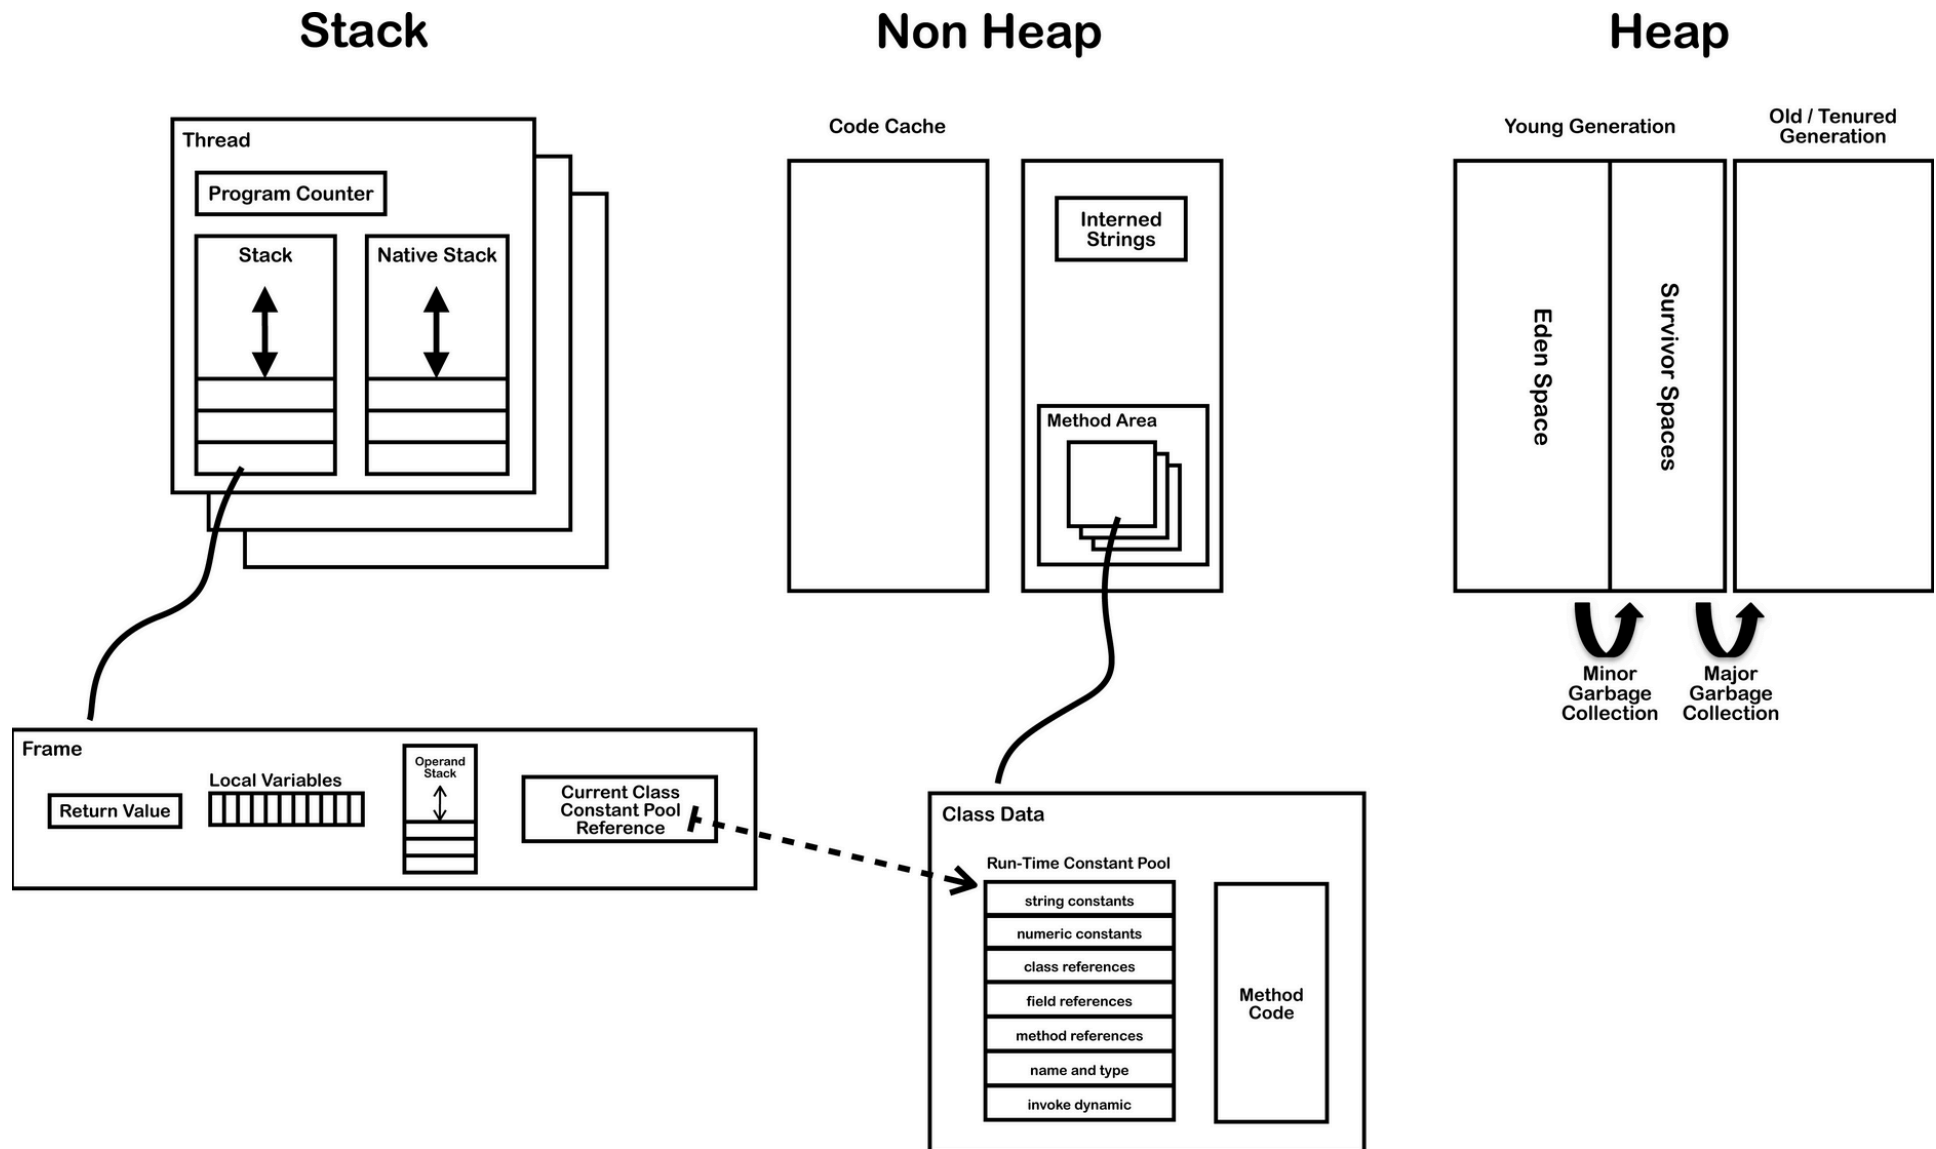 Stack
Non Heap
Heap
Thread
Program Counter
Stack
Native Stack
Code Cache
Interned
Strings
Method Area
Young Generation
Old / Tenured
Generation
Eden Space
Survivor Spaces
Minor
Garbage
Collection
Major
Garbage
Collection
Frame
Return Value
Local Variables
Operand
Stack
Current Class
Constant Pool
Reference
Class Data
Run-Time Constant Pool
string constants
numeric constants
class references
field references
method references
name and type
invoke dynamic
Method
Code